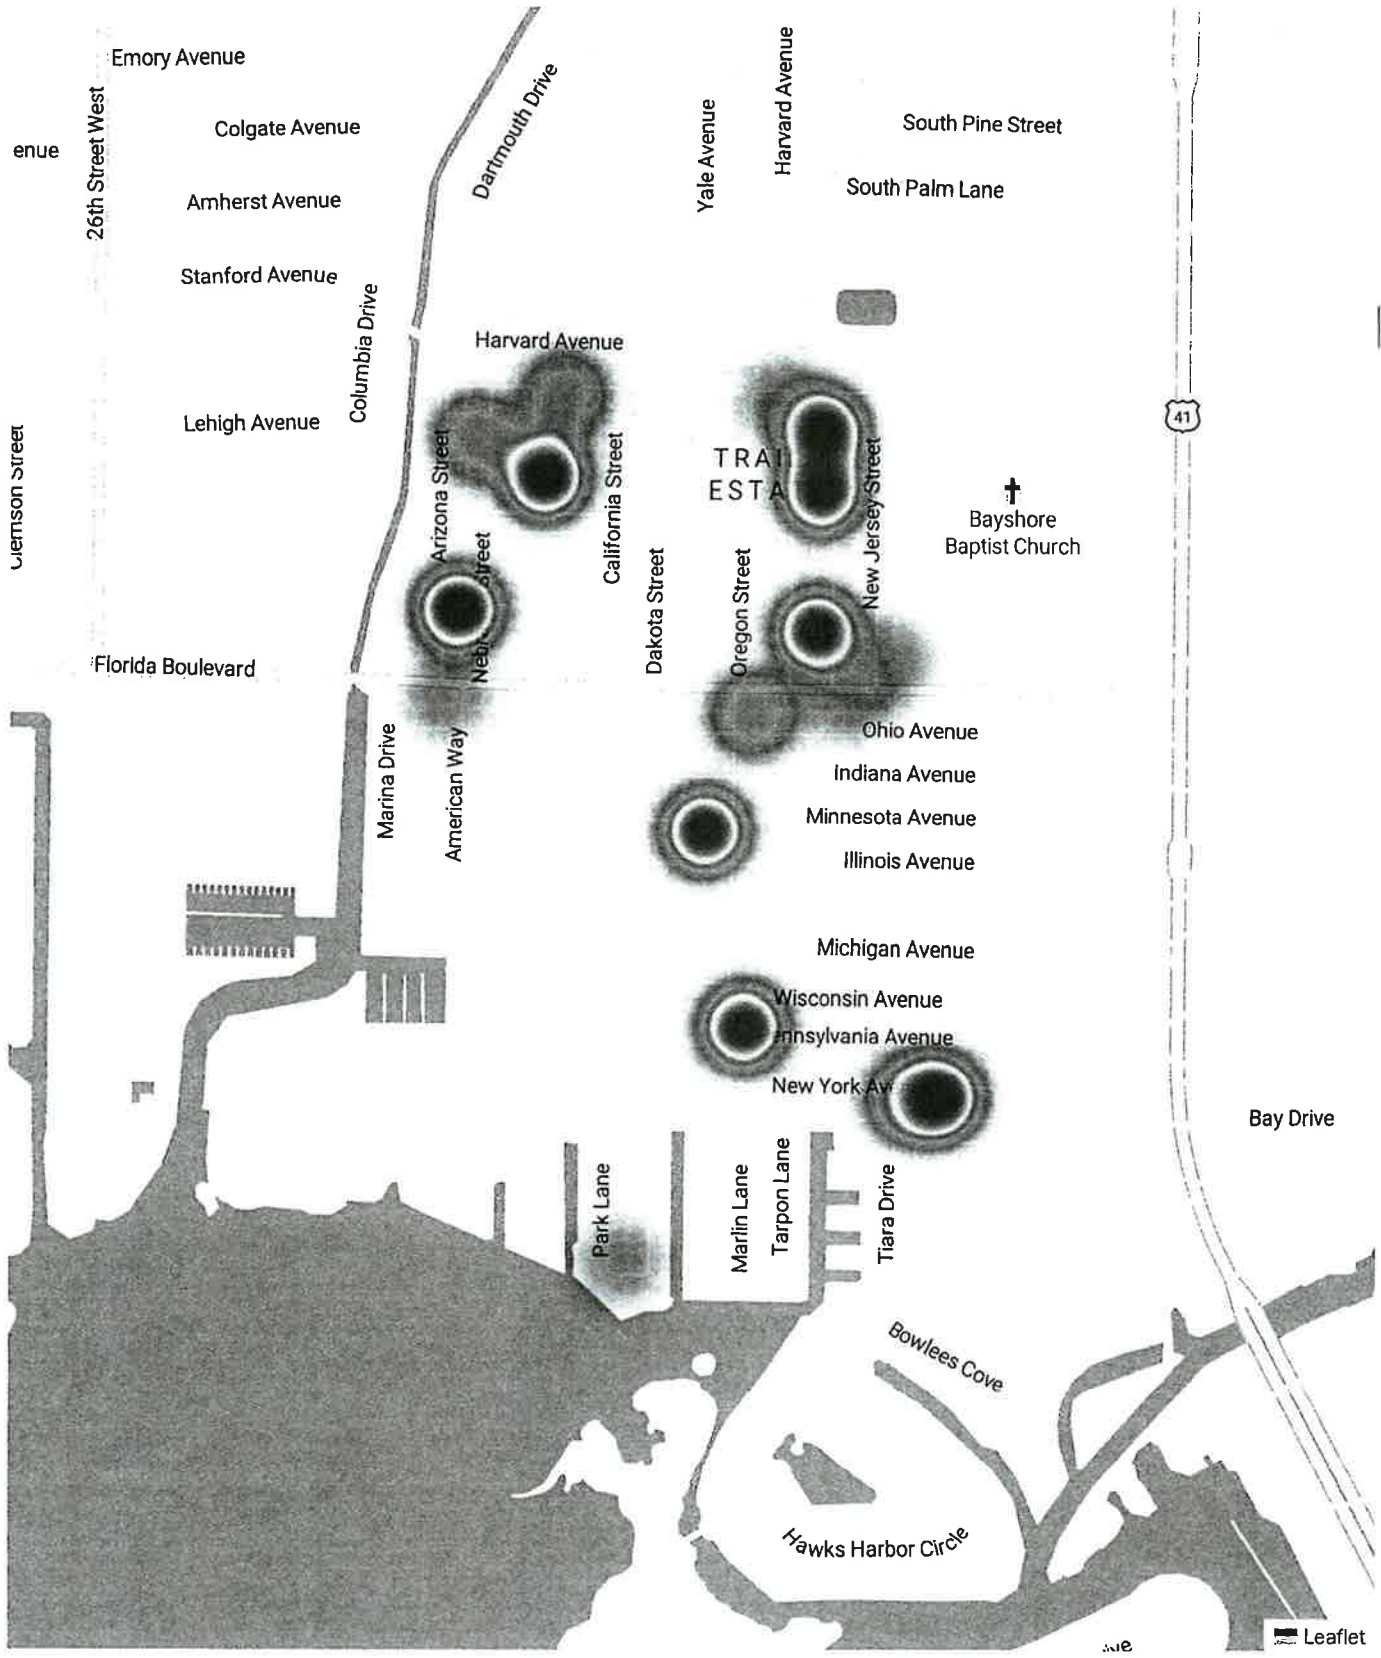 Emory Avenue
26th Street West
Colgate Avenue
enue
Amherst Avenue
Stanford Avenue
Dartmouth Drive
Yale Avenue
Harvard Avenue
South Pine Street
South Palm Lane
Columbia Drive
Harvard Avenue
Lehigh Avenue
41
Arizona Street
California Street
TRAI
ESTA
New Jersey Street
Bayshore
Baptist Church
Dakota Street
Oregon Street
Florida Boulevard
Marina Drive
American Way
Ohio Avenue
Indiana Avenue
Minnesota Avenue
Illinois Avenue
Michigan Avenue
Wisconsin Avenue
nnsylvania Avenue
New York Av
Bay Drive
Park Lane
Marlin Lane
Tarpon Lane
Tiara Drive
Bowlees Cove
Hawks Harbor Circle
Leaflet